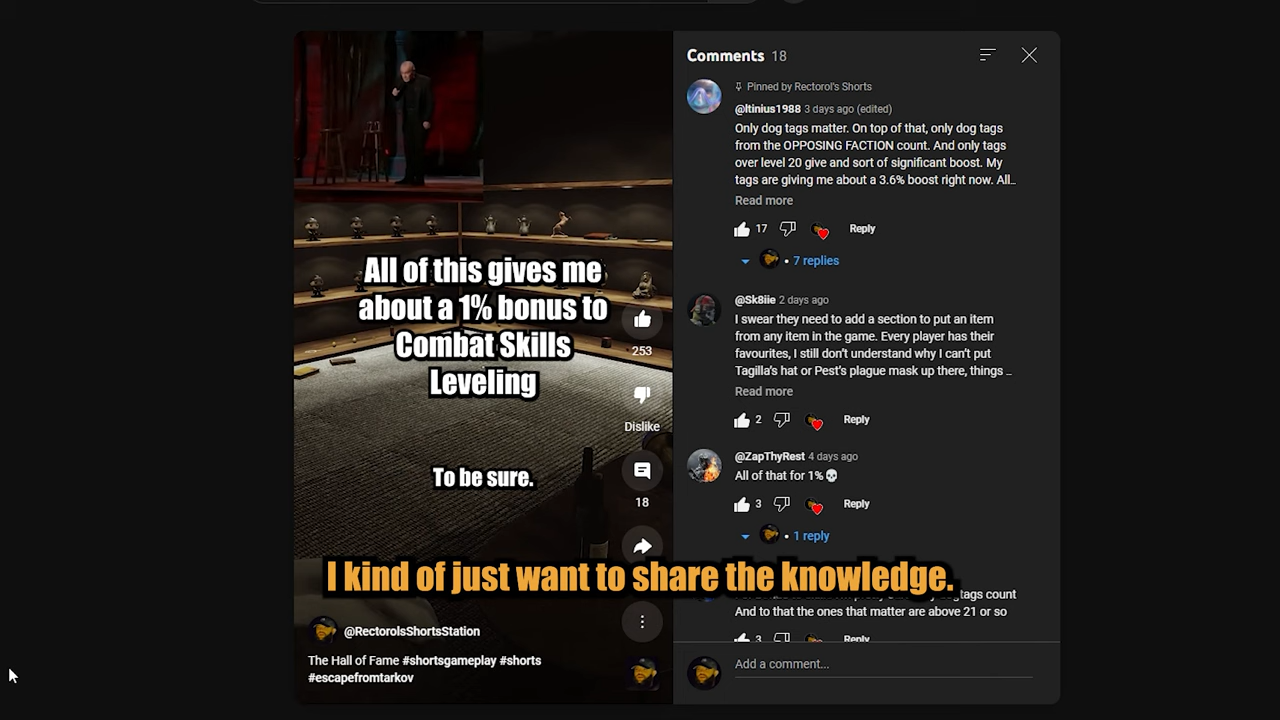 All of this gives me
about a 1% bonus to
Combat Skills
Leveling
To be sure.
253
Dislike
18
I kind of just want to share the knowledge.
@RectorolsShortsStation
The Hall of Fame #shortsgameplay #shorts
#escapefromtarkov
Comments 18
Pinned by Rectorol's Shorts
@ltinius1988 3 days ago (edited)
Only dog tags matter. On top of that, only dog tags
from the OPPOSING FACTION count. And only tags
over level 20 give and sort of significant boost. My
tags are giving me about a 3.6% boost right now. All...
Read more
17 Reply
• 7 replies
@Sk8iie 2 days ago
I swear they need to add a section to put an item
from any item in the game. Every player has their
favourites, I still don't understand why I can't put
Tagilla's hat or Pest's plague mask up there, things ...
Read more
2 Reply
@ZapThyRest 4 days ago
All of that for 1%💀
3 Reply
• 1 reply
tags count
And to that the ones that matter are above 21 or so
3 Reply
Add a comment...